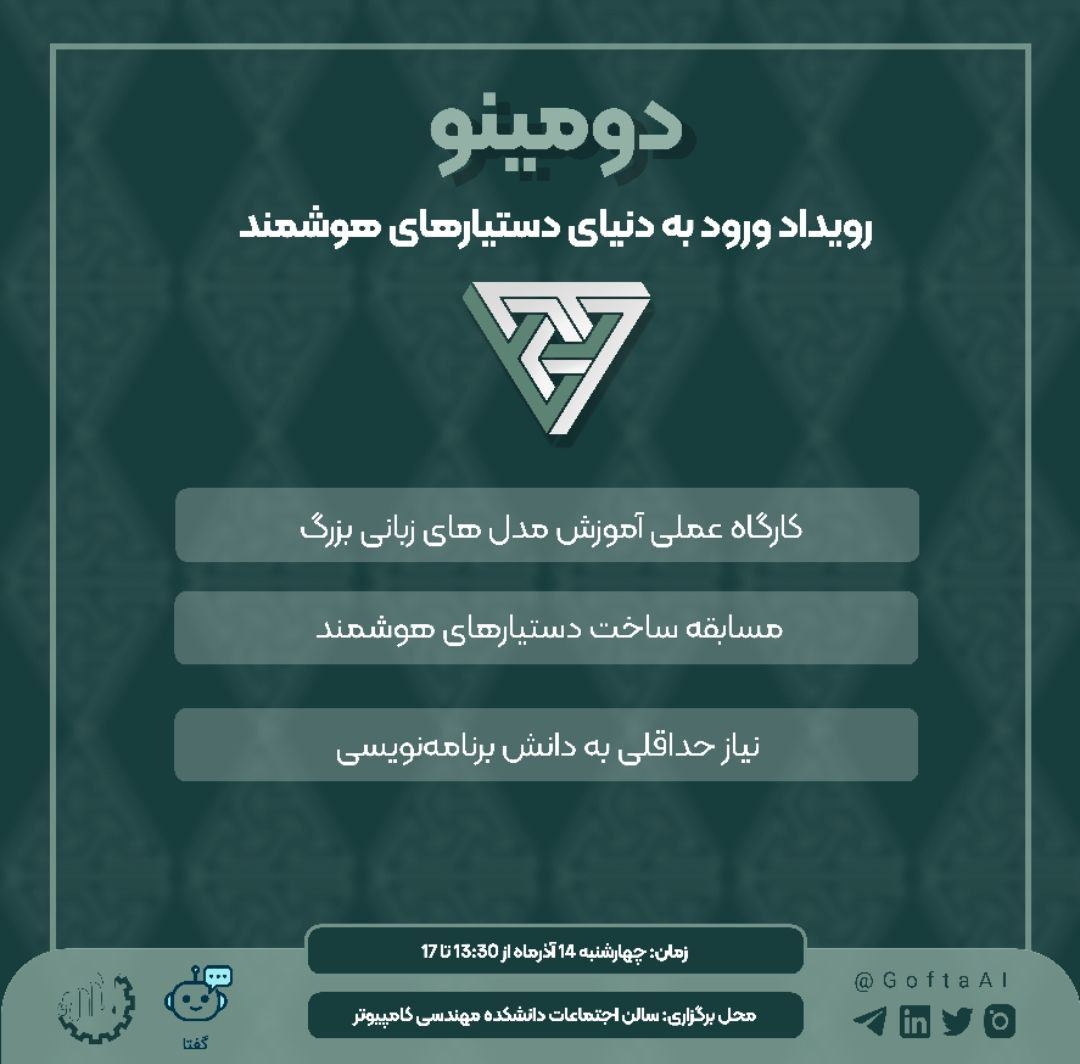 دومینو
رویداد ورود به دنیای دستیارهای هوشمند
کارگاه عملی آموزش مدل های زبانی بزرگ
مسابقه ساخت دستیارهای هوشمند
نیاز حداقلی به دانش برنامه‌نویسی
زمان: چهارشنبه 14 آذرماه از 13:30 تا 17
محل برگزاری: سالن اجتماعات دانشکده مهندسی کامپیوتر
@GoftaAI
گفتا